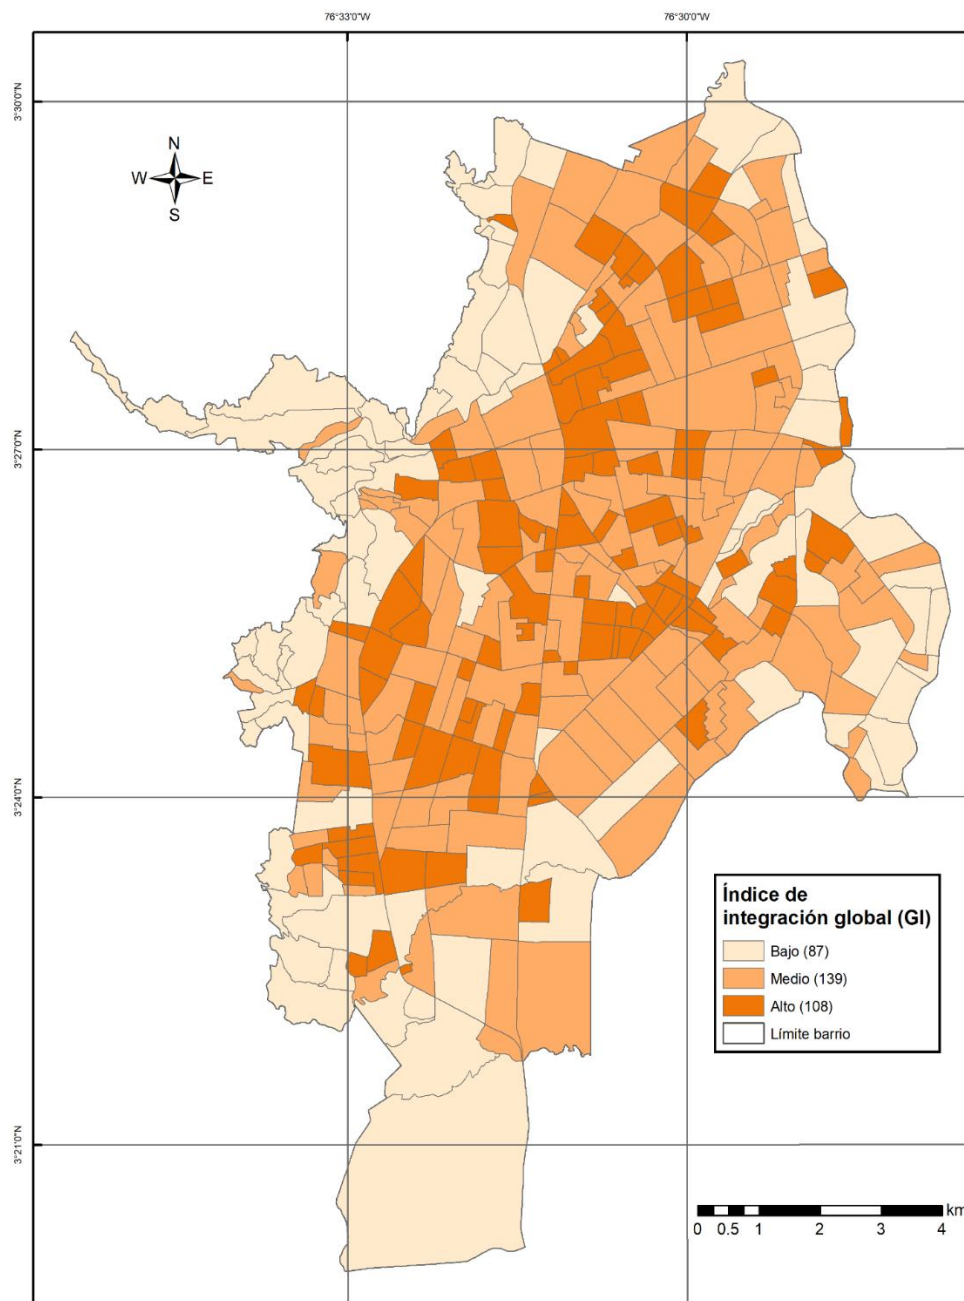 76°33'0"W
76°30'0"W
3°30'0"N
N
W
E
S
3°27'0"N
3°24'0"N
Índice de
integración global (GI)
Bajo (87)
Medio (139)
Alto (108)
Límite barrio
3°21'0"N
km
0 0.5 1 2 3 4